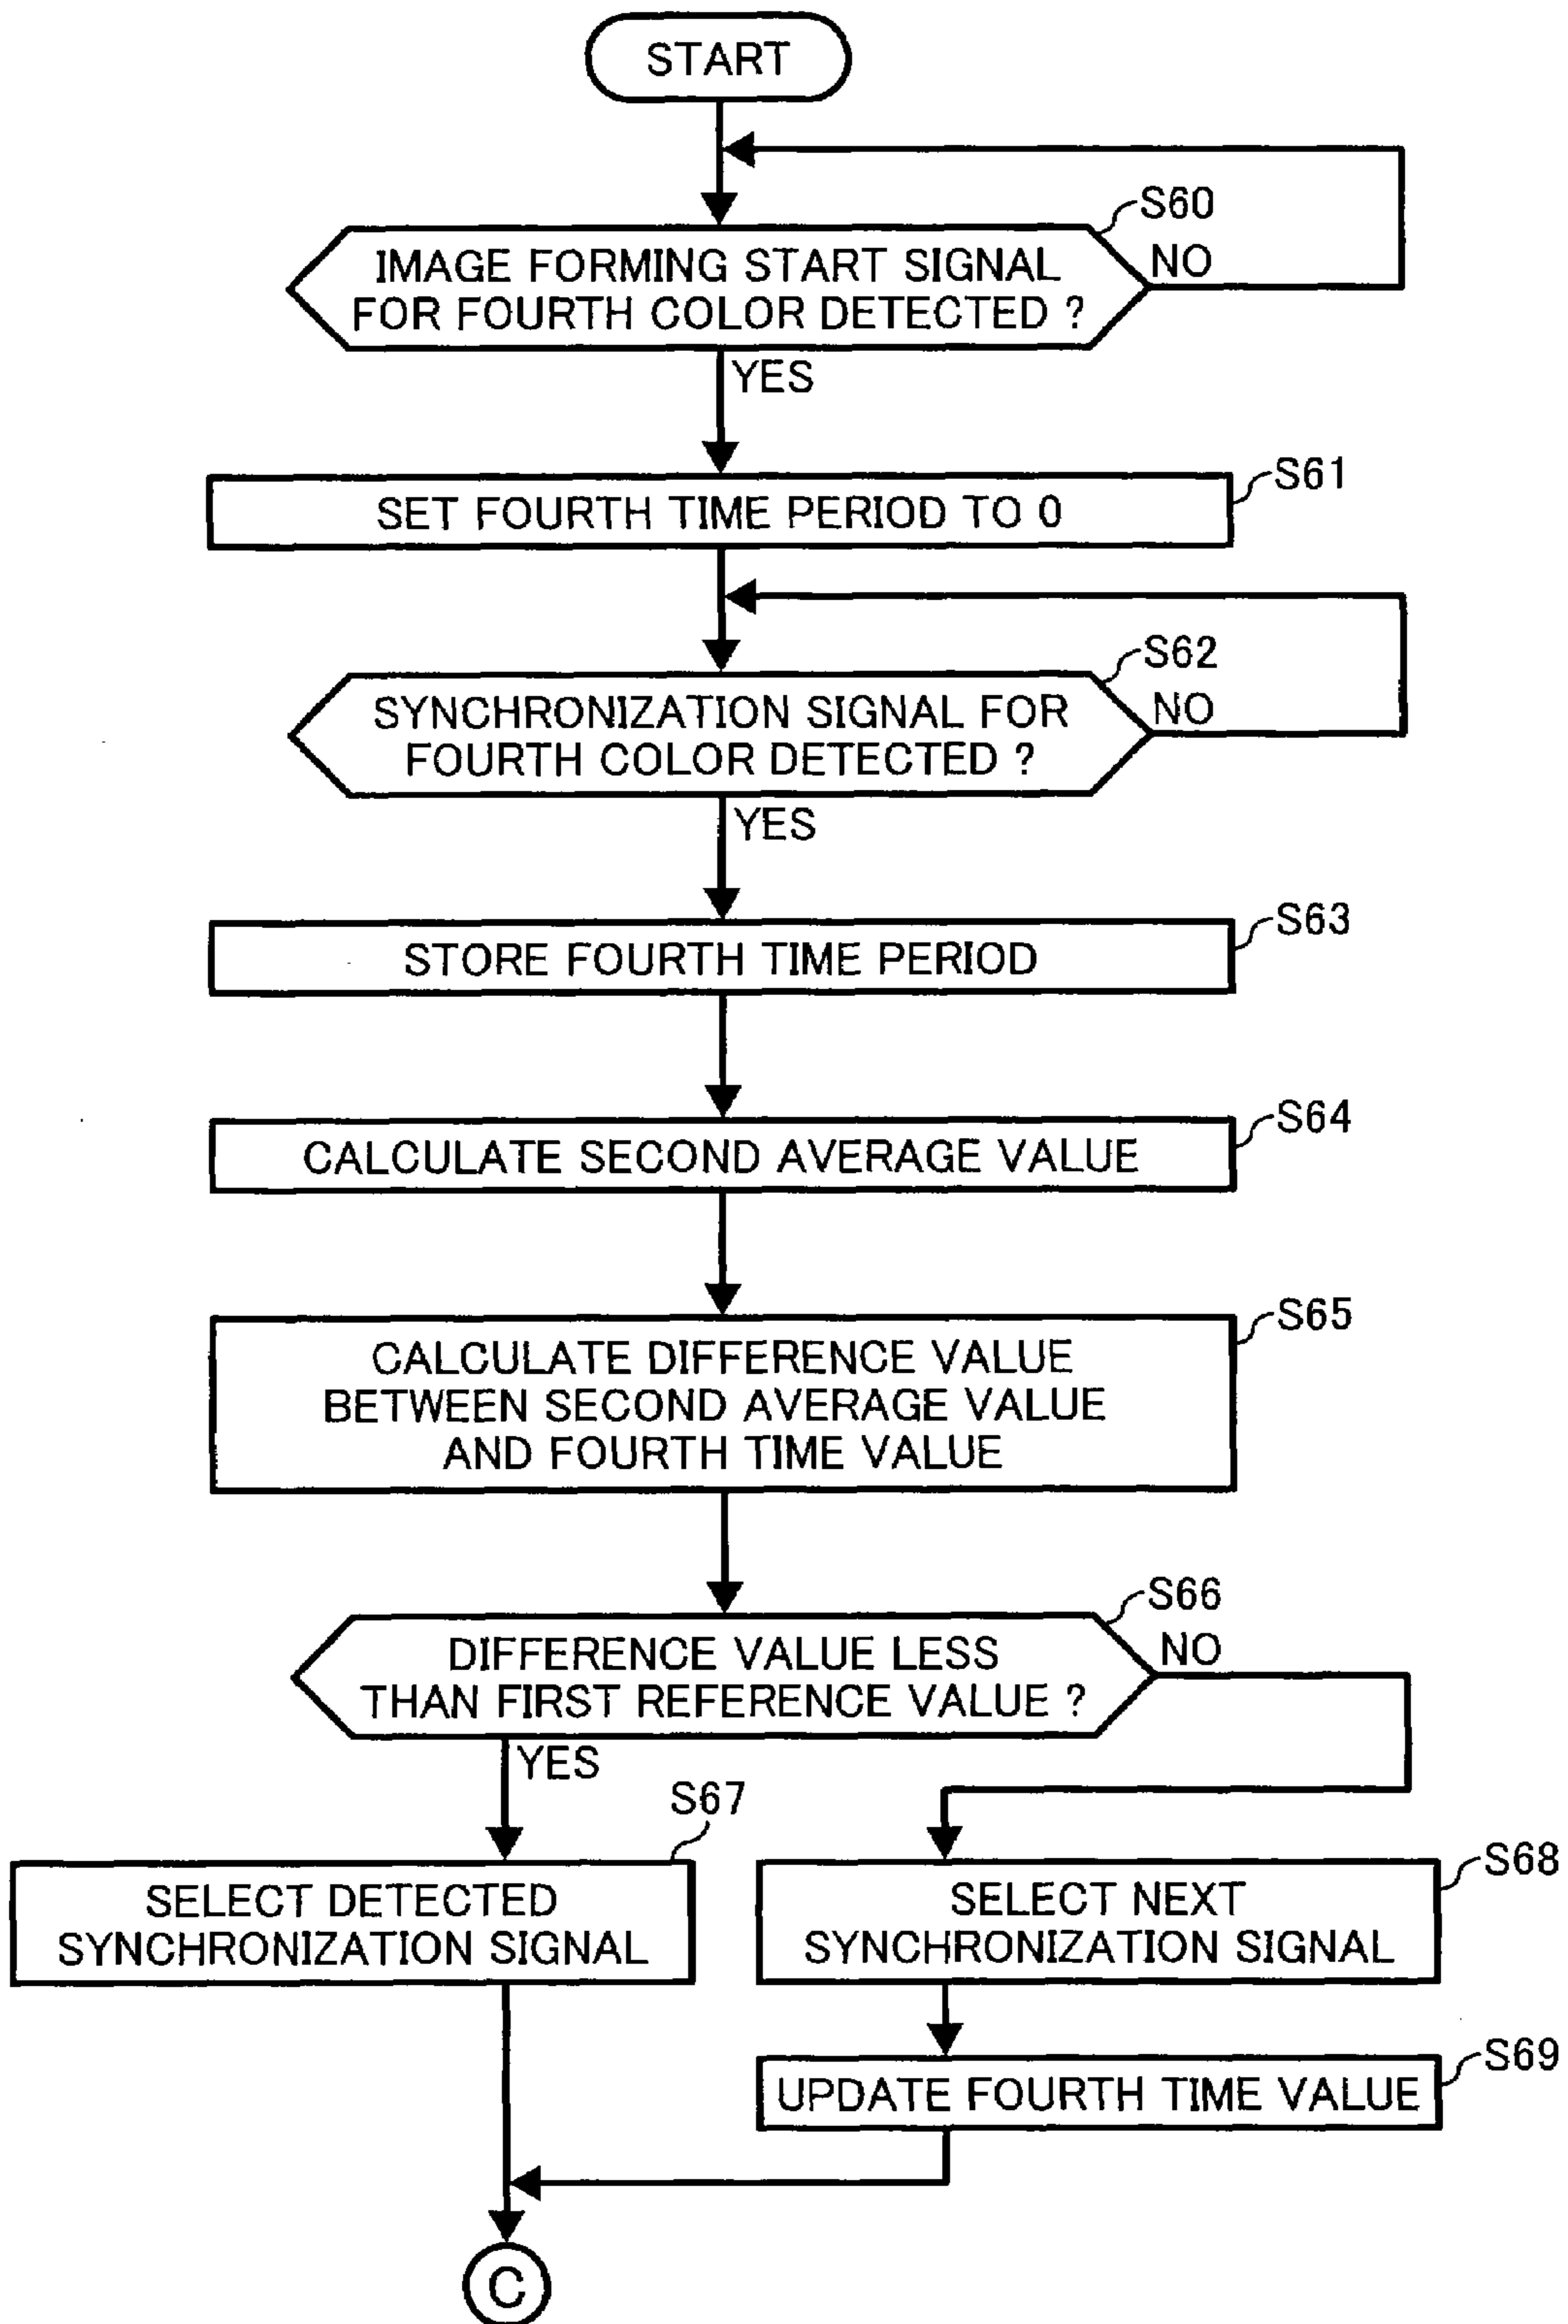 START
S60
IMAGE FORMING START SIGNAL
FOR FOURTH COLOR DETECTED ?
NO
YES
S61
SET FOURTH TIME PERIOD TO 0
S62
SYNCHRONIZATION SIGNAL FOR
FOURTH COLOR DETECTED ?
NO
YES
S63
STORE FOURTH TIME PERIOD
S64
CALCULATE SECOND AVERAGE VALUE
S65
CALCULATE DIFFERENCE VALUE
BETWEEN SECOND AVERAGE VALUE
AND FOURTH TIME VALUE
S66
DIFFERENCE VALUE LESS
THAN FIRST REFERENCE VALUE ?
NO
YES
S67
SELECT DETECTED
SYNCHRONIZATION SIGNAL
S68
SELECT NEXT
SYNCHRONIZATION SIGNAL
S69
UPDATE FOURTH TIME VALUE
C